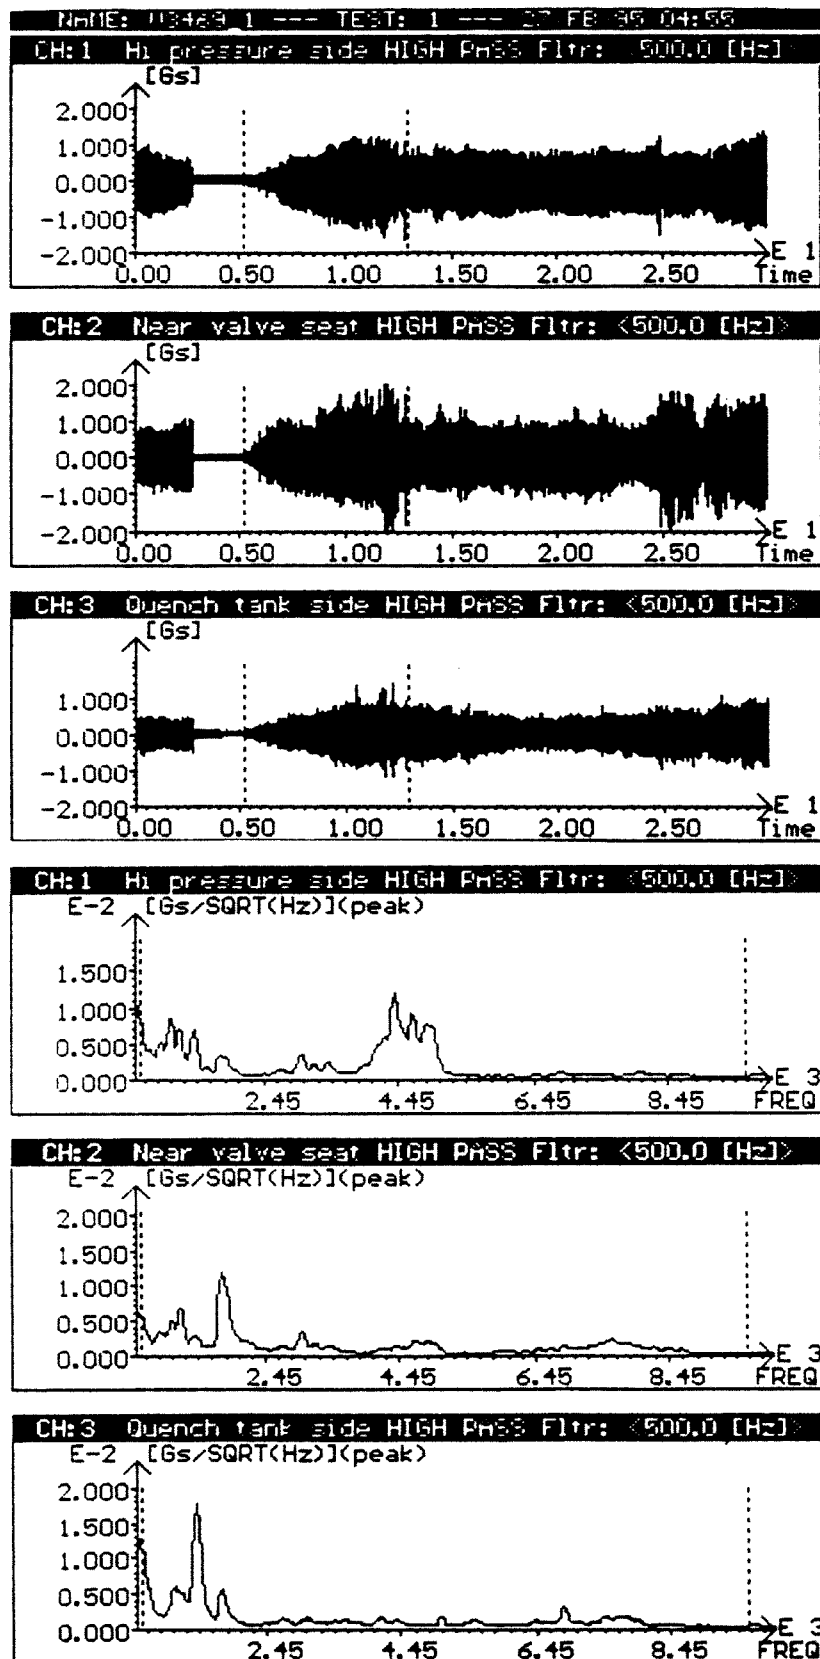 NAME: V3469_1 --- TEST: 1 --- 27 FEB 95 04:55
CH:1 Hi pressure side HIGH PASS Fltr: <500.0 [Hz]>
[Gs]
2.000
1.000
0.000
-1.000
-2.000
0.00 0.50 1.00 1.50 2.00 2.50
E 1
Time
CH:2 Near valve seat HIGH PASS Fltr: <500.0 [Hz]>
[Gs]
2.000
1.000
0.000
-1.000
-2.000
0.00 0.50 1.00 1.50 2.00 2.50
E 1
Time
CH:3 Quench tank side HIGH PASS Fltr: <500.0 [Hz]>
[Gs]
1.000
0.000
-1.000
-2.000
0.00 0.50 1.00 1.50 2.00 2.50
E 1
Time
CH:1 Hi pressure side HIGH PASS Fltr: <500.0 [Hz]>
E-2 [Gs/SQRT(Hz)](peak)
1.500
1.000
0.500
0.000
2.45 4.45 6.45 8.45
E 3
FREQ
CH:2 Near valve seat HIGH PASS Fltr: <500.0 [Hz]>
E-2 [Gs/SQRT(Hz)](peak)
2.000
1.500
1.000
0.500
0.000
2.45 4.45 6.45 8.45
E 3
FREQ
CH:3 Quench tank side HIGH PASS Fltr: <500.0 [Hz]>
E-2 [Gs/SQRT(Hz)](peak)
2.000
1.500
1.000
0.500
0.000
2.45 4.45 6.45 8.45
E 3
FREQ